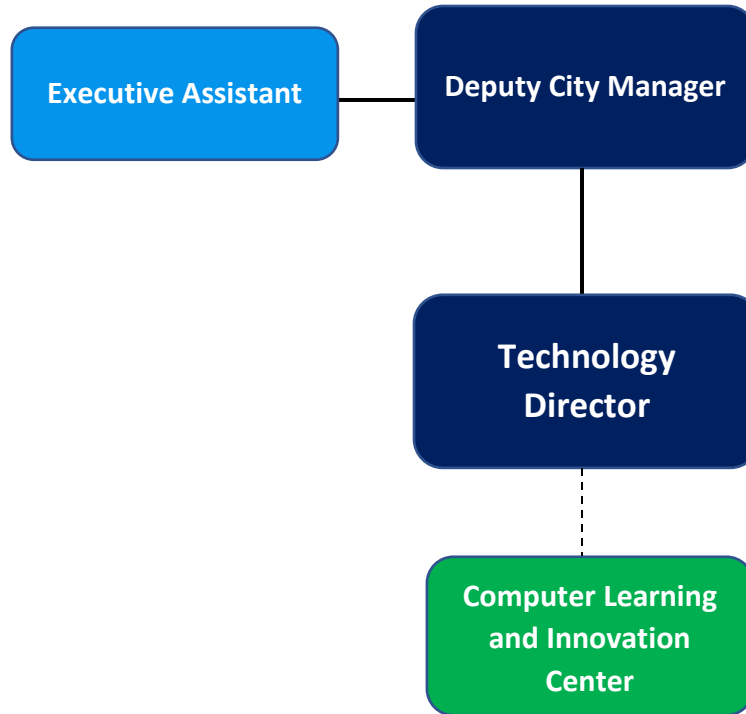 Executive Assistant
Deputy City Manager
Technology
Director
Computer Learning
and Innovation
Center